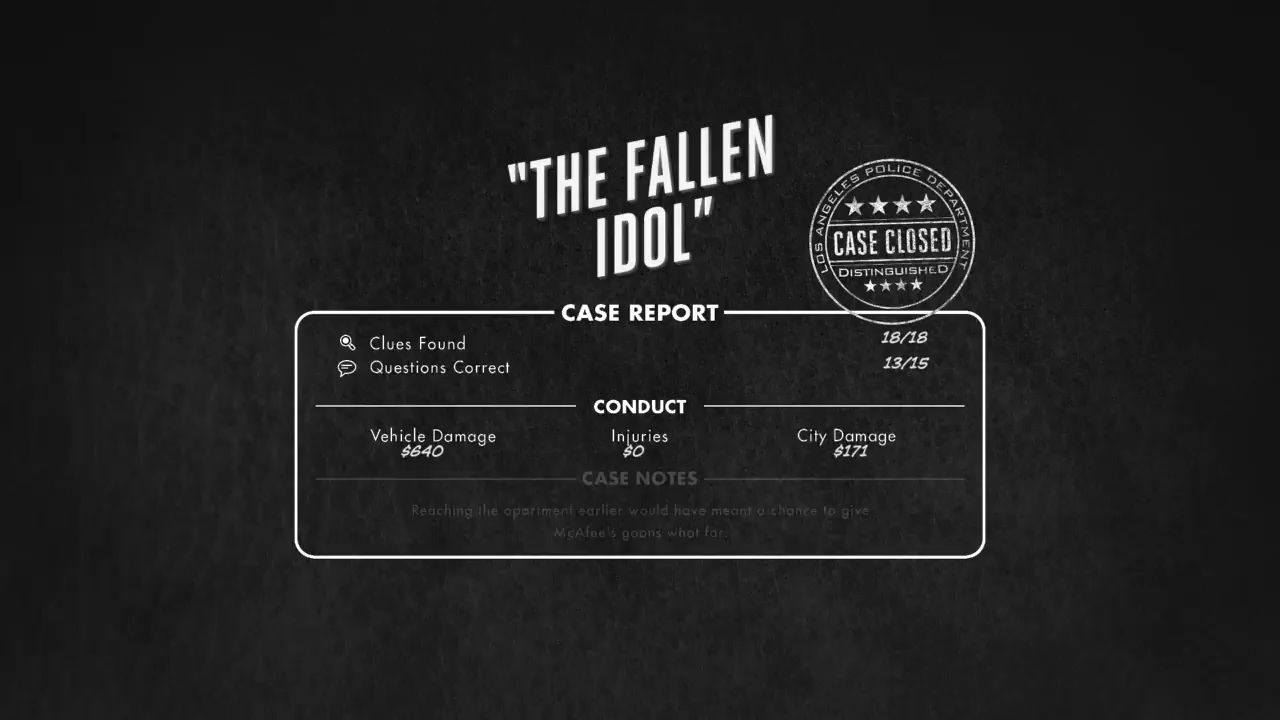 "THE FALLEN
IDOL"
LOS ANGELES POLICE DEPARTMENT
CASE CLOSED
DISTINGUISHED
CASE REPORT
Clues Found 18/18
Questions Correct 13/15
CONDUCT
Vehicle Damage Injuries City Damage
$640 $0 $171
CASE NOTES
Reaching the apartment earlier would have meant a chance to give
McAfee's goons what for.